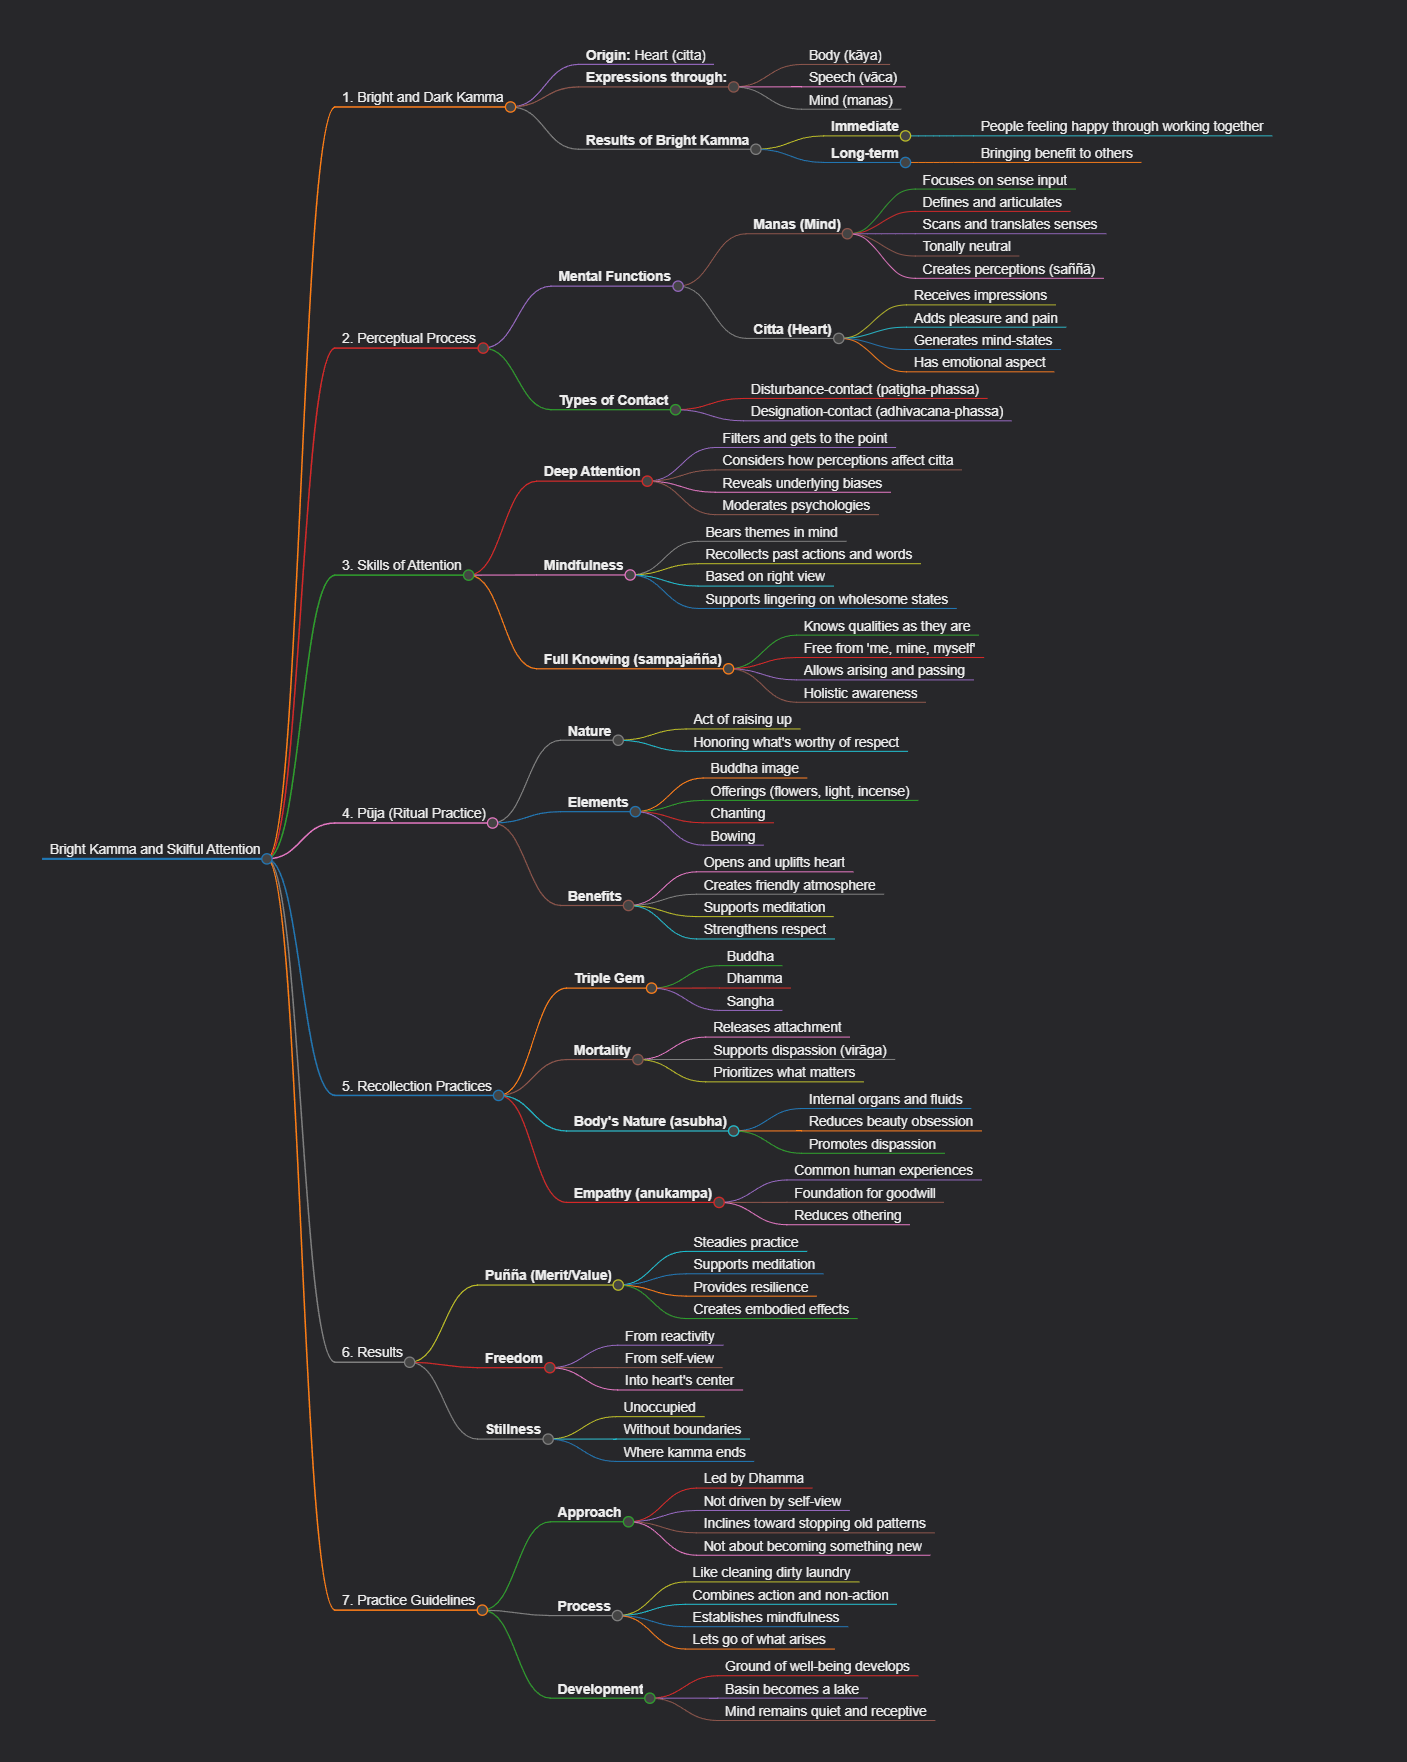 Bright Kamma and Skilful Attention
1. Bright and Dark Kamma
Origin: Heart (citta)
Expressions through:
Body (kāya)
Speech (vāca)
Mind (manas)
Results of Bright Kamma
Immediate
People feeling happy through working together
Long-term
Bringing benefit to others
2. Perceptual Process
Mental Functions
Manas (Mind)
Focuses on sense input
Defines and articulates
Scans and translates senses
Tonally neutral
Creates perceptions (saññā)
Citta (Heart)
Receives impressions
Adds pleasure and pain
Generates mind-states
Has emotional aspect
Types of Contact
Disturbance-contact (paṭigha-phassa)
Designation-contact (adhivacana-phassa)
3. Skills of Attention
Deep Attention
Filters and gets to the point
Considers how perceptions affect citta
Reveals underlying biases
Moderates psychologies
Mindfulness
Bears themes in mind
Recollects past actions and words
Based on right view
Supports lingering on wholesome states
Full Knowing (sampajañña)
Knows qualities as they are
Free from 'me, mine, myself'
Allows arising and passing
Holistic awareness
4. Pūja (Ritual Practice)
Nature
Act of raising up
Honoring what's worthy of respect
Elements
Buddha image
Offerings (flowers, light, incense)
Chanting
Bowing
Benefits
Opens and uplifts heart
Creates friendly atmosphere
Supports meditation
Strengthens respect
5. Recollection Practices
Triple Gem
Buddha
Dhamma
Sangha
Mortality
Releases attachment
Supports dispassion (virāga)
Prioritizes what matters
Body's Nature (asubha)
Internal organs and fluids
Reduces beauty obsession
Promotes dispassion
Empathy (anukampa)
Common human experiences
Foundation for goodwill
Reduces othering
6. Results
Puñña (Merit/Value)
Steadies practice
Supports meditation
Provides resilience
Creates embodied effects
Freedom
From reactivity
From self-view
Into heart's center
Stillness
Unoccupied
Without boundaries
Where kamma ends
7. Practice Guidelines
Approach
Led by Dhamma
Not driven by self-view
Inclines toward stopping old patterns
Not about becoming something new
Process
Like cleaning dirty laundry
Combines action and non-action
Establishes mindfulness
Lets go of what arises
Development
Ground of well-being develops
Basin becomes a lake
Mind remains quiet and receptive